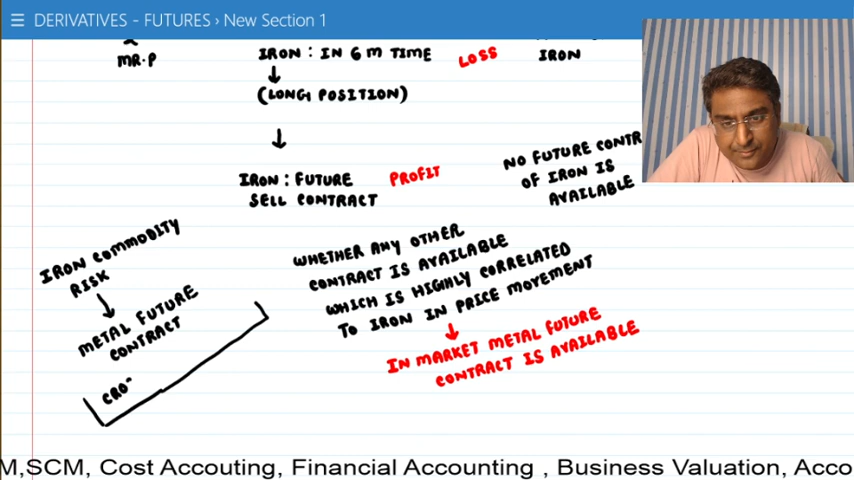 ☰ DERIVATIVES - FUTURES › New Section 1
MR.P
IRON : IN 6 M TIME
LOSS
IRON
(LONG POSITION)
IRON : FUTURE
SELL CONTRACT
PROFIT
NO FUTURE CONTR
OF IRON IS
AVAILABLE
IRON COMMODITY
RISK
METAL FUTURE
CONTRACT
CRO
WHETHER ANY OTHER
CONTRACT IS AVAILABLE
WHICH IS HIGHLY CORRELATED
TO IRON IN PRICE MOVEMENT
IN MARKET METAL FUTURE
CONTRACT IS AVAILABLE
M,SCM, Cost Accouting, Financial Accounting , Business Valuation, Acco